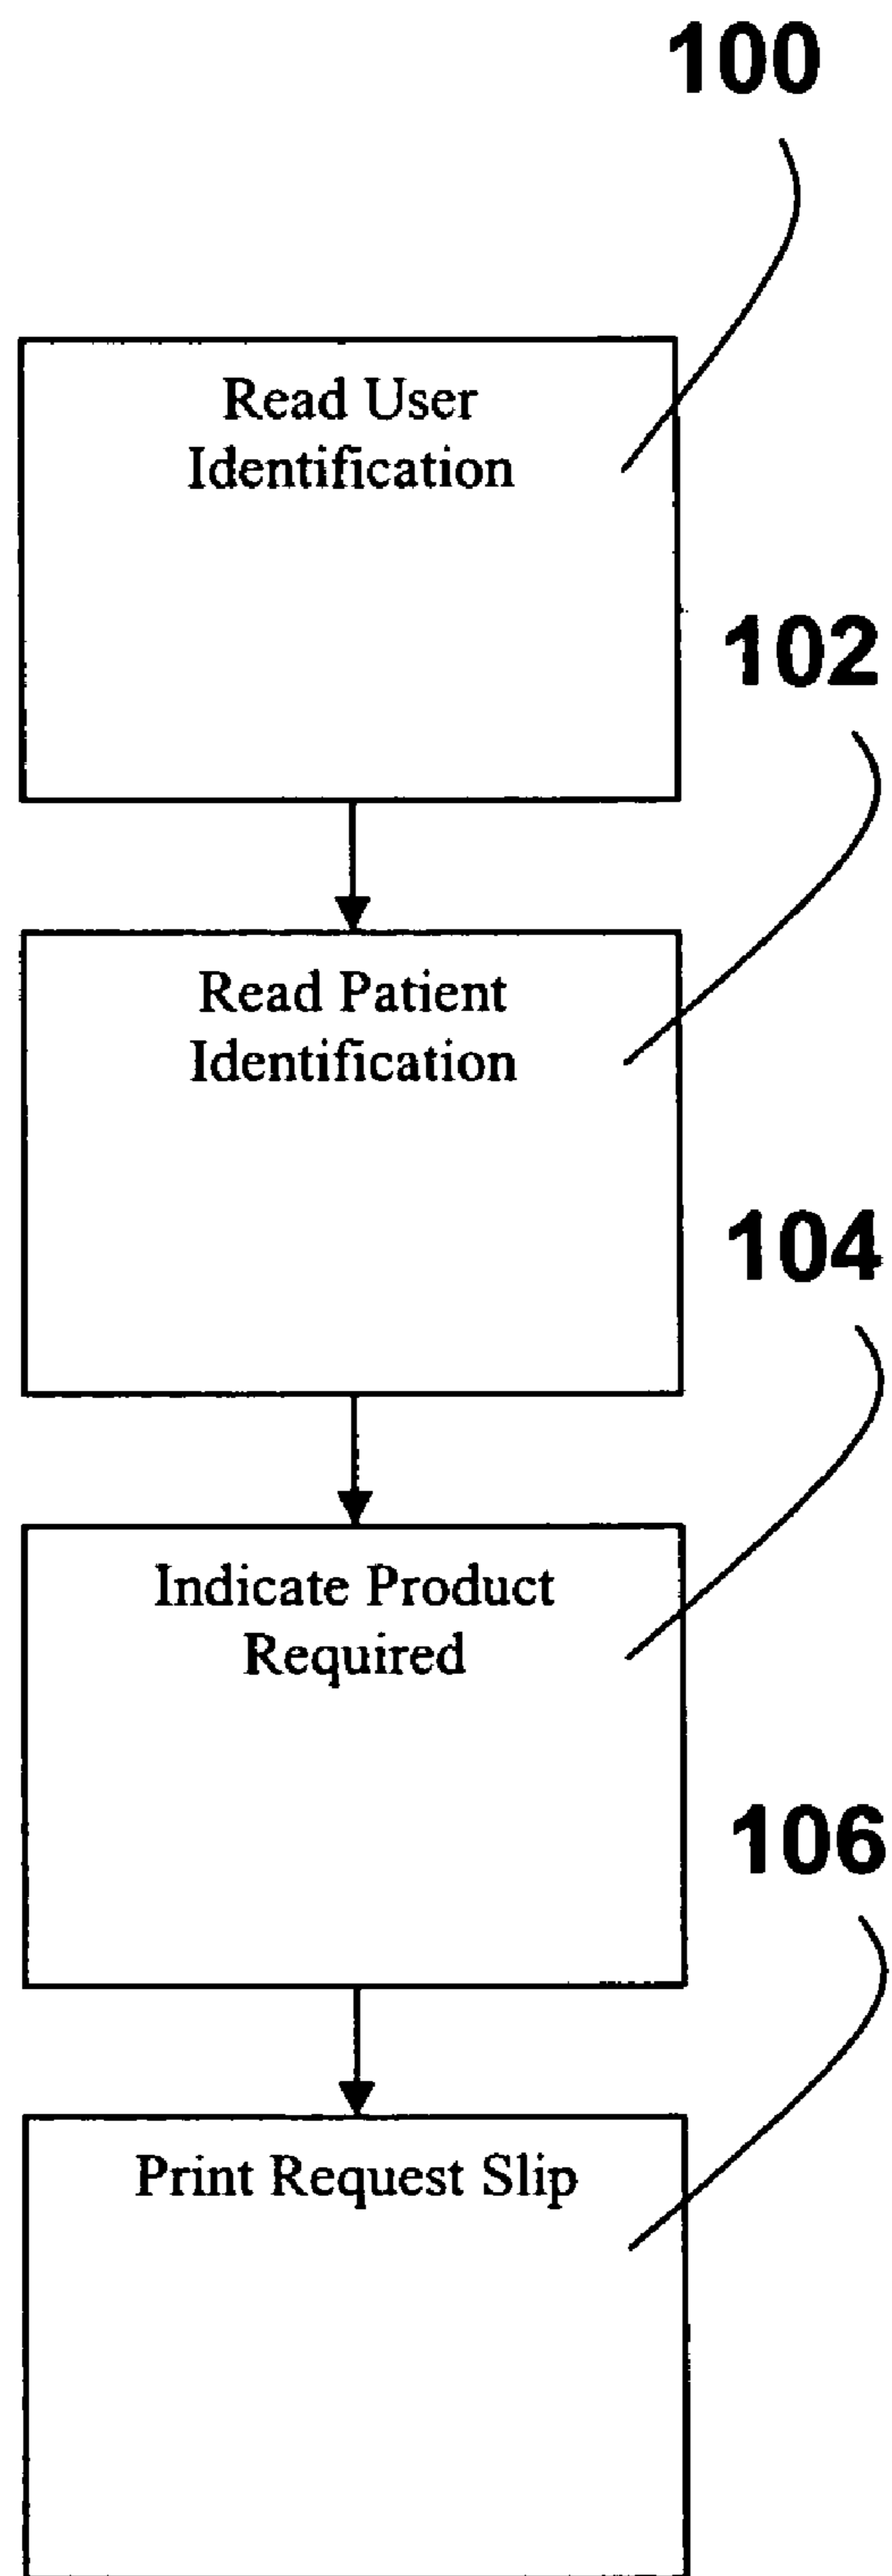 100
Read User
Identification
102
Read Patient
Identification
104
Indicate Product
Required
106
Print Request Slip